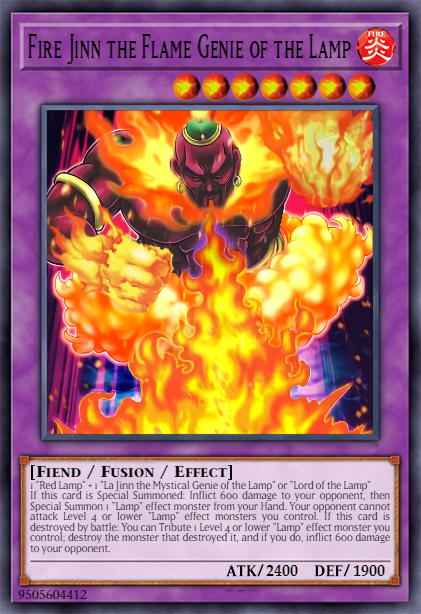 Fire Jinn the Flame Genie of the Lamp
FIRE
炎
[Fiend / Fusion / Effect]
1 "Red Lamp" + 1 "La Jinn the Mystical Genie of the Lamp" or "Lord of the Lamp"
If this card is Special Summoned: Inflict 600 damage to your opponent, then
Special Summon 1 "Lamp" effect monster from your Hand. Your opponent cannot
attack Level 4 or lower "Lamp" effect monsters you control. If this card is
destroyed by battle: You can Tribute 1 Level 4 or lower "Lamp" effect monster you
control; destroy the monster that destroyed it, and if you do, inflict 600 damage
to your opponent.
ATK/2400 DEF/1900
9505604412